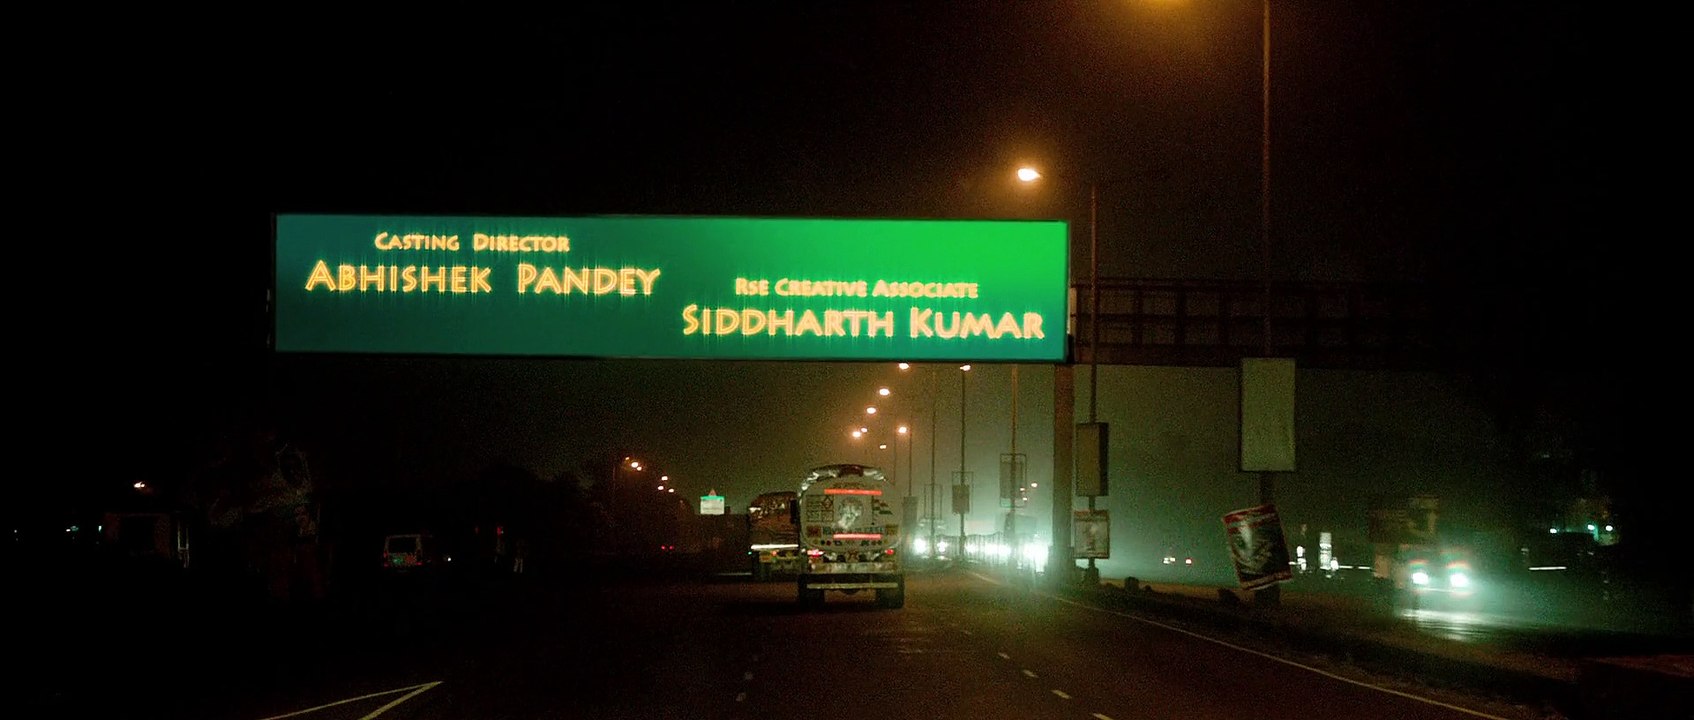 Casting Director
Abhishek Pandey
RSE Creative Associate
Siddharth Kumar